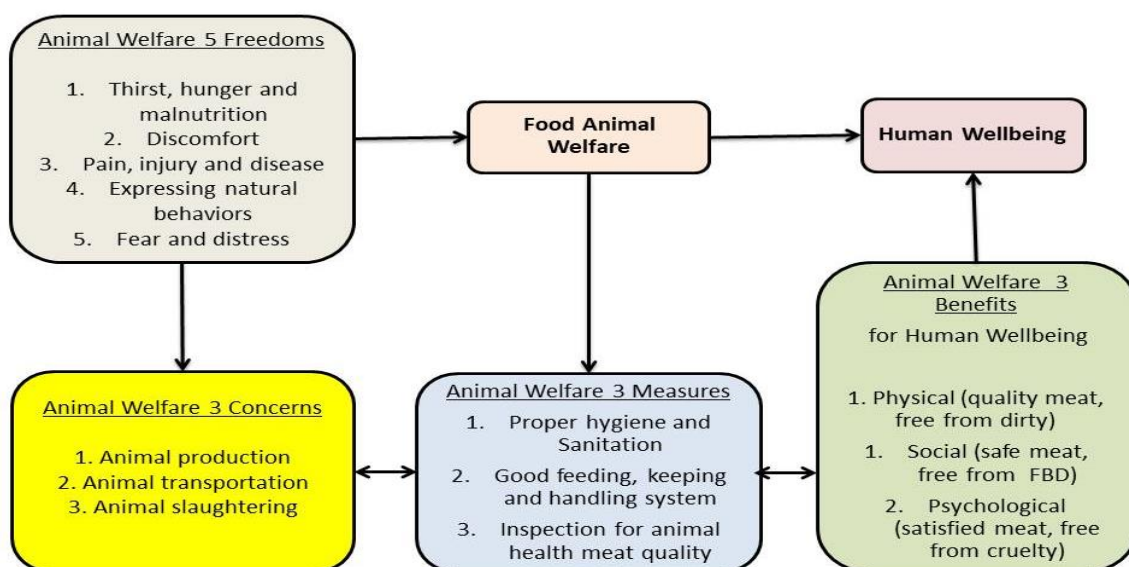 Animal Welfare 5 Freedoms
1. Thirst, hunger and
malnutrition
2. Discomfort
3. Pain, injury and disease
4. Expressing natural
behaviors
5. Fear and distress
Food Animal
Welfare
Human Wellbeing
Animal Welfare 3 Concerns
1. Animal production
2. Animal transportation
3. Animal slaughtering
Animal Welfare 3 Measures
1. Proper hygiene and
Sanitation
2. Good feeding, keeping
and handling system
3. Inspection for animal
health meat quality
Animal Welfare 3
Benefits
for Human Wellbeing
1. Physical (quality meat,
free from dirty)
1. Social (safe meat,
free from FBD)
2. Psychological
(satisfied meat, free
from cruelty)